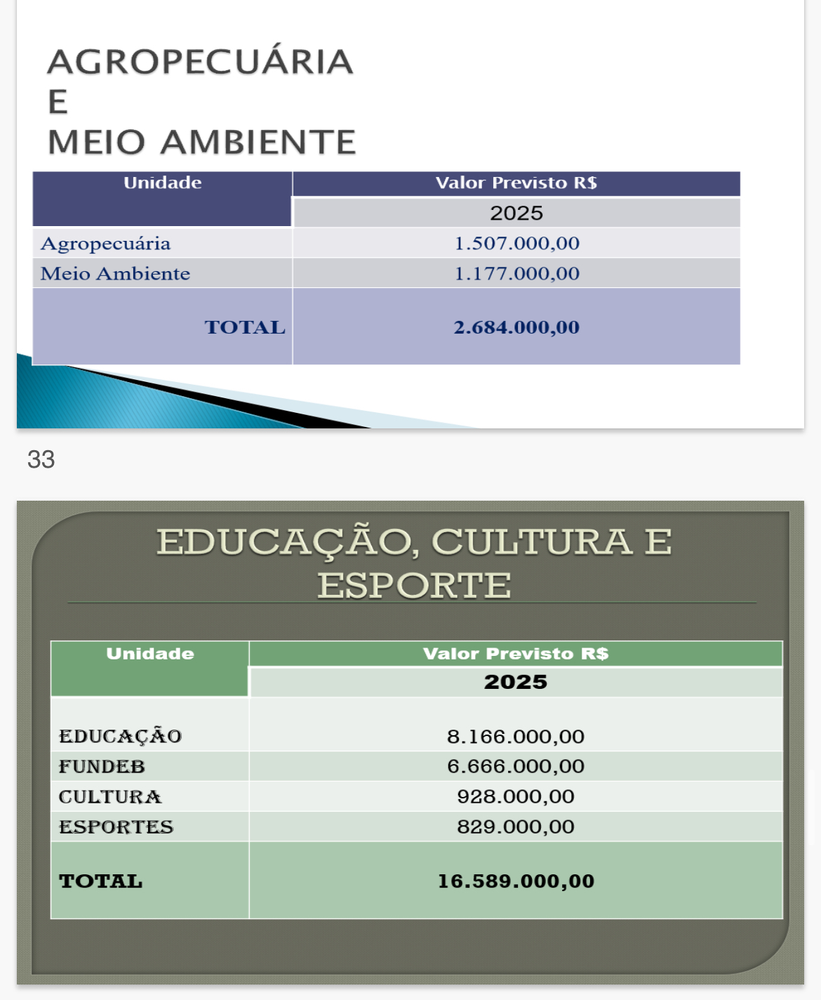 AGROPECUÁRIA
E
MEIO AMBIENTE
Unidade Valor Previsto R$
2025
Agropecuária 1.507.000,00
Meio Ambiente 1.177.000,00
TOTAL 2.684.000,00
33
EDUCAÇÃO, CULTURA E
ESPORTE
Unidade Valor Previsto R$
2025
EDUCAÇÃO 8.166.000,00
FUNDEB 6.666.000,00
CULTURA 928.000,00
ESPORTES 829.000,00
TOTAL 16.589.000,00